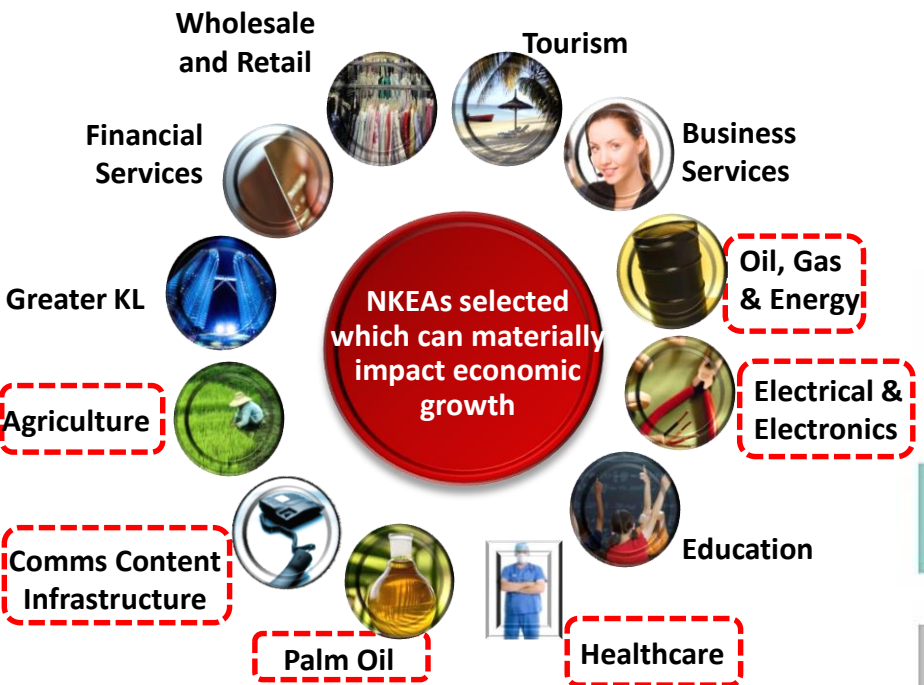 Wholesale
and Retail
Tourism
Financial
Services
Business
Services
Greater KL
Oil, Gas
& Energy
NKEAs selected
which can materially
impact economic
growth
Agriculture
Electrical &
Electronics
Comms Content
Infrastructure
Education
Palm Oil
Healthcare